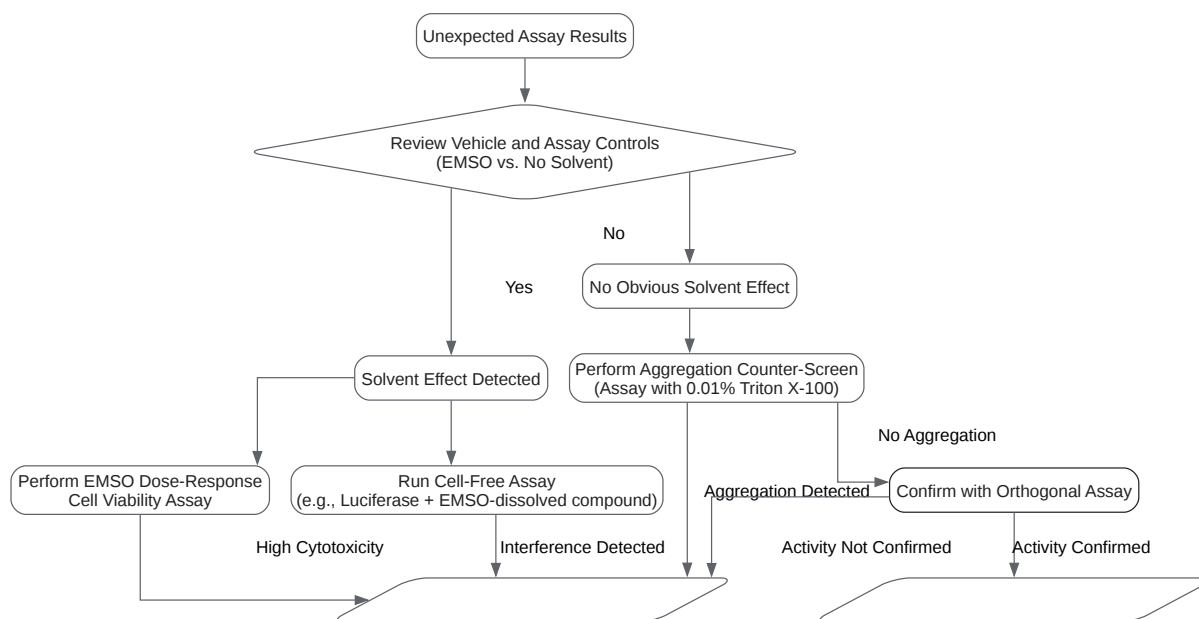 Unexpected Assay Results
Review Vehicle and Assay Controls
(EMSO vs. No Solvent)
No
Yes
No Obvious Solvent Effect
Solvent Effect Detected
Perform Aggregation Counter-Screen
(Assay with 0.01% Triton X-100)
No Aggregation
Perform EMSO Dose-Response
Cell Viability Assay
Run Cell-Free Assay
(e.g., Luciferase + EMSO-dissolved compound)
Aggregation Detected
Confirm with Orthogonal Assay
High Cytotoxicity
Interference Detected
Activity Not Confirmed
Activity Confirmed